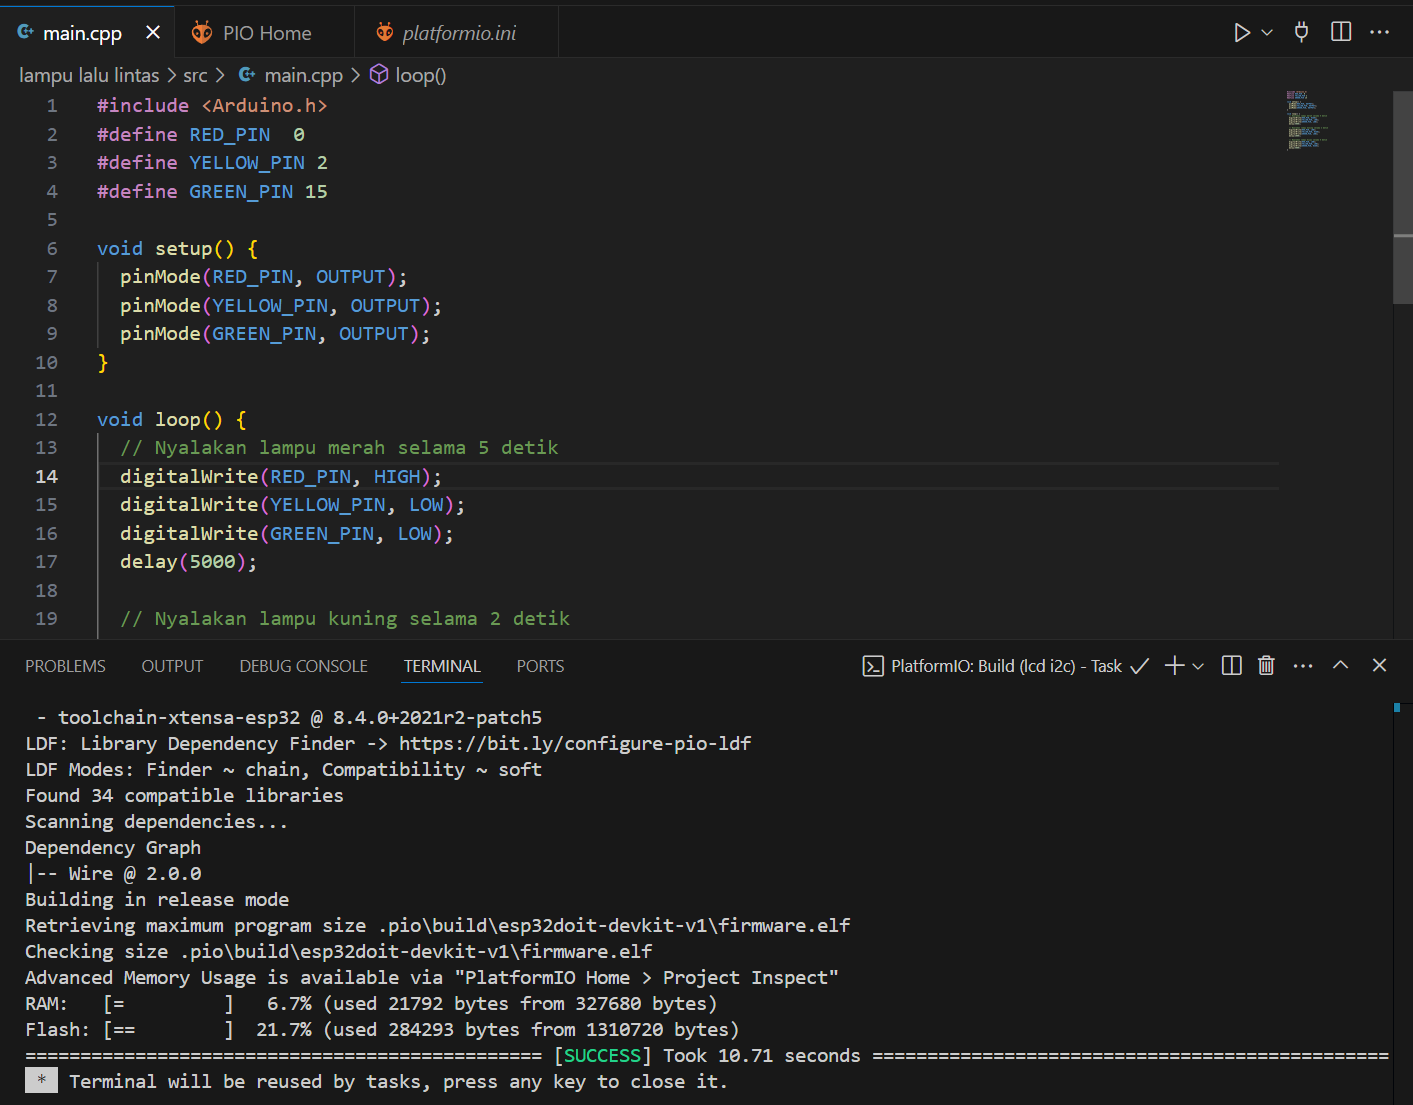 main.cpp
PIO Home
platformio.ini
lampu lalu lintas > src > main.cpp > loop()
1 #include <Arduino.h>
2 #define RED_PIN  0
3 #define YELLOW_PIN 2
4 #define GREEN_PIN 15
5
6 void setup() {
7   pinMode(RED_PIN, OUTPUT);
8   pinMode(YELLOW_PIN, OUTPUT);
9   pinMode(GREEN_PIN, OUTPUT);
10 }
11
12 void loop() {
13   // Nyalakan lampu merah selama 5 detik
14   digitalWrite(RED_PIN, HIGH);
15   digitalWrite(YELLOW_PIN, LOW);
16   digitalWrite(GREEN_PIN, LOW);
17   delay(5000);
18
19   // Nyalakan lampu kuning selama 2 detik
PROBLEMS OUTPUT DEBUG CONSOLE TERMINAL PORTS PlatformIO: Build (lcd i2c) - Task
 - toolchain-xtensa-esp32 @ 8.4.0+2021r2-patch5
LDF: Library Dependency Finder -> https://bit.ly/configure-pio-ldf
LDF Modes: Finder ~ chain, Compatibility ~ soft
Found 34 compatible libraries
Scanning dependencies...
Dependency Graph
|-- Wire @ 2.0.0
Building in release mode
Retrieving maximum program size .pio\build\esp32doit-devkit-v1\firmware.elf
Checking size .pio\build\esp32doit-devkit-v1\firmware.elf
Advanced Memory Usage is available via "PlatformIO Home > Project Inspect"
RAM:   [=         ]   6.7% (used 21792 bytes from 327680 bytes)
Flash: [==        ]  21.7% (used 284293 bytes from 1310720 bytes)
=============================================== [SUCCESS] Took 10.71 seconds ===============================================
 *  Terminal will be reused by tasks, press any key to close it.